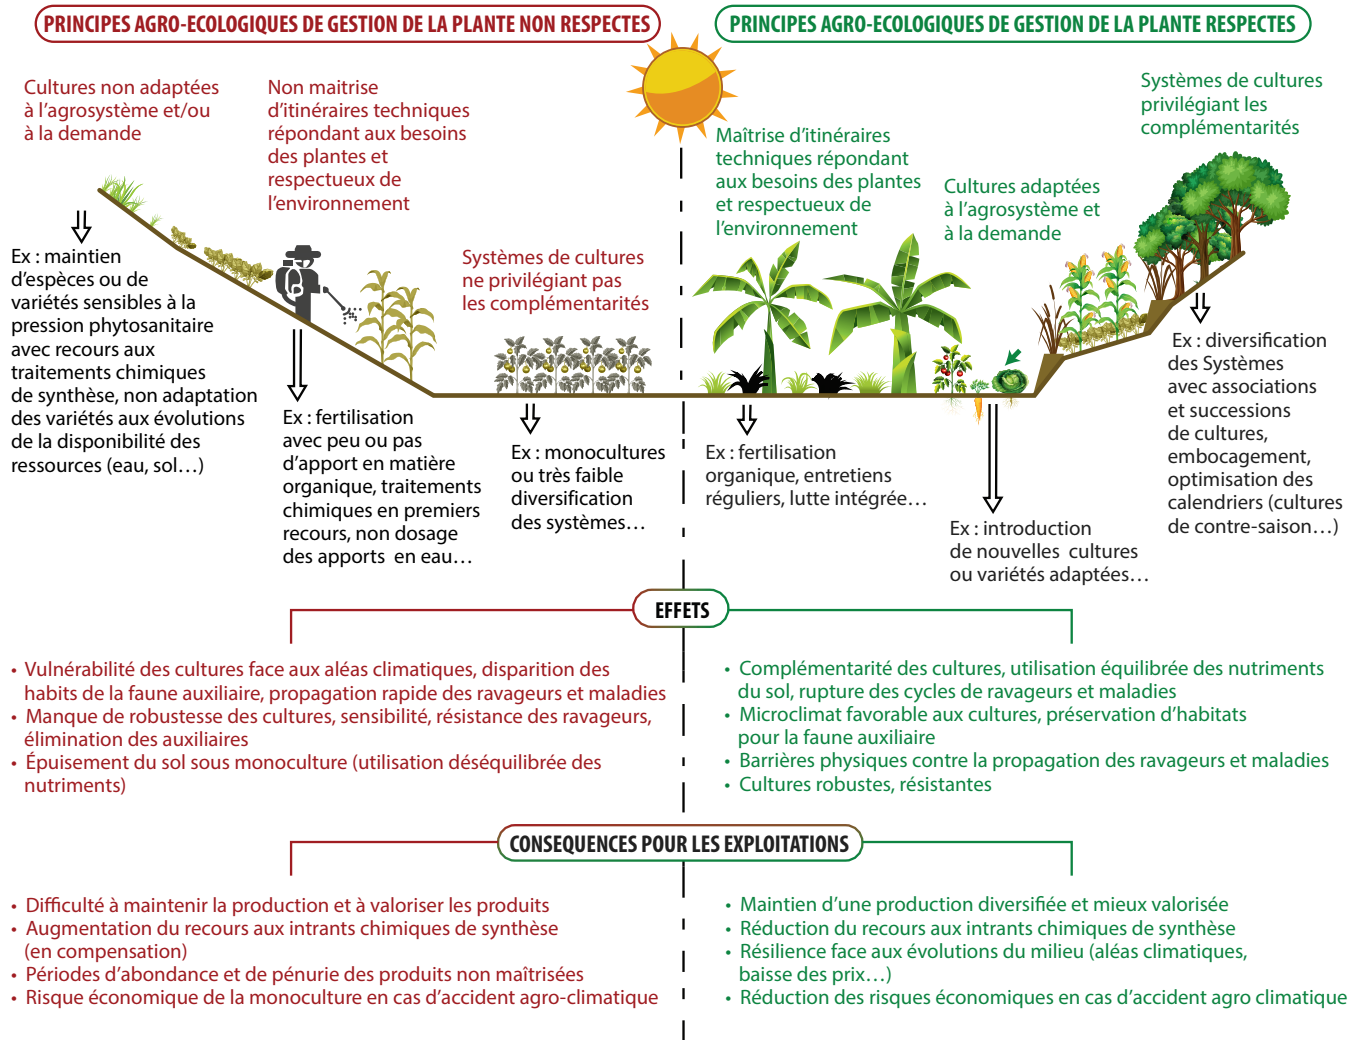 PRINCIPES AGRO-ECOLOGIQUES DE GESTION DE LA PLANTE NON RESPECTES
PRINCIPES AGRO-ECOLOGIQUES DE GESTION DE LA PLANTE RESPECTES
Cultures non adaptées
à l'agrosystème et/ou
à la demande
Non maitrise
d'itinéraires techniques
répondant aux besoins
des plantes et
respectueux de
l'environnement
Systèmes de cultures
ne privilégiant pas
les complémentarités
Maîtrise d'itinéraires
techniques répondant
aux besoins des plantes
et respectueux de
l'environnement
Cultures adaptées
à l'agrosystème et
à la demande
Systèmes de cultures
privilégiant les
complémentarités
Ex : maintien
d'espèces ou de
variétés sensibles à la
pression phytosanitaire
avec recours aux
traitements chimiques
de synthèse, non adaptation
des variétés aux évolutions
de la disponibilité des
ressources (eau, sol…)
Ex : fertilisation
avec peu ou pas
d'apport en matière
organique, traitements
chimiques en premiers
recours, non dosage
des apports en eau…
Ex : monocultures
ou très faible
diversification
des systèmes…
Ex : fertilisation
organique, entretiens
réguliers, lutte intégrée…
Ex : introduction
de nouvelles cultures
ou variétés adaptées…
Ex : diversification
des Systèmes
avec associations
et successions
de cultures,
embocagement,
optimisation des
calendriers (cultures
de contre-saison…)
EFFETS
• Vulnérabilité des cultures face aux aléas climatiques, disparition des
habits de la faune auxiliaire, propagation rapide des ravageurs et maladies
• Manque de robustesse des cultures, sensibilité, résistance des ravageurs,
élimination des auxiliaires
• Épuisement du sol sous monoculture (utilisation déséquilibrée des
nutriments)
• Complémentarité des cultures, utilisation équilibrée des nutriments
du sol, rupture des cycles de ravageurs et maladies
• Microclimat favorable aux cultures, préservation d'habitats
pour la faune auxiliaire
• Barrières physiques contre la propagation des ravageurs et maladies
• Cultures robustes, résistantes
CONSEQUENCES POUR LES EXPLOITATIONS
• Difficulté à maintenir la production et à valoriser les produits
• Augmentation du recours aux intrants chimiques de synthèse
(en compensation)
• Périodes d'abondance et de pénurie des produits non maîtrisées
• Risque économique de la monoculture en cas d'accident agro-climatique
• Maintien d'une production diversifiée et mieux valorisée
• Réduction du recours aux intrants chimiques de synthèse
• Résilience face aux évolutions du milieu (aléas climatiques,
baisse des prix…)
• Réduction des risques économiques en cas d'accident agro climatique